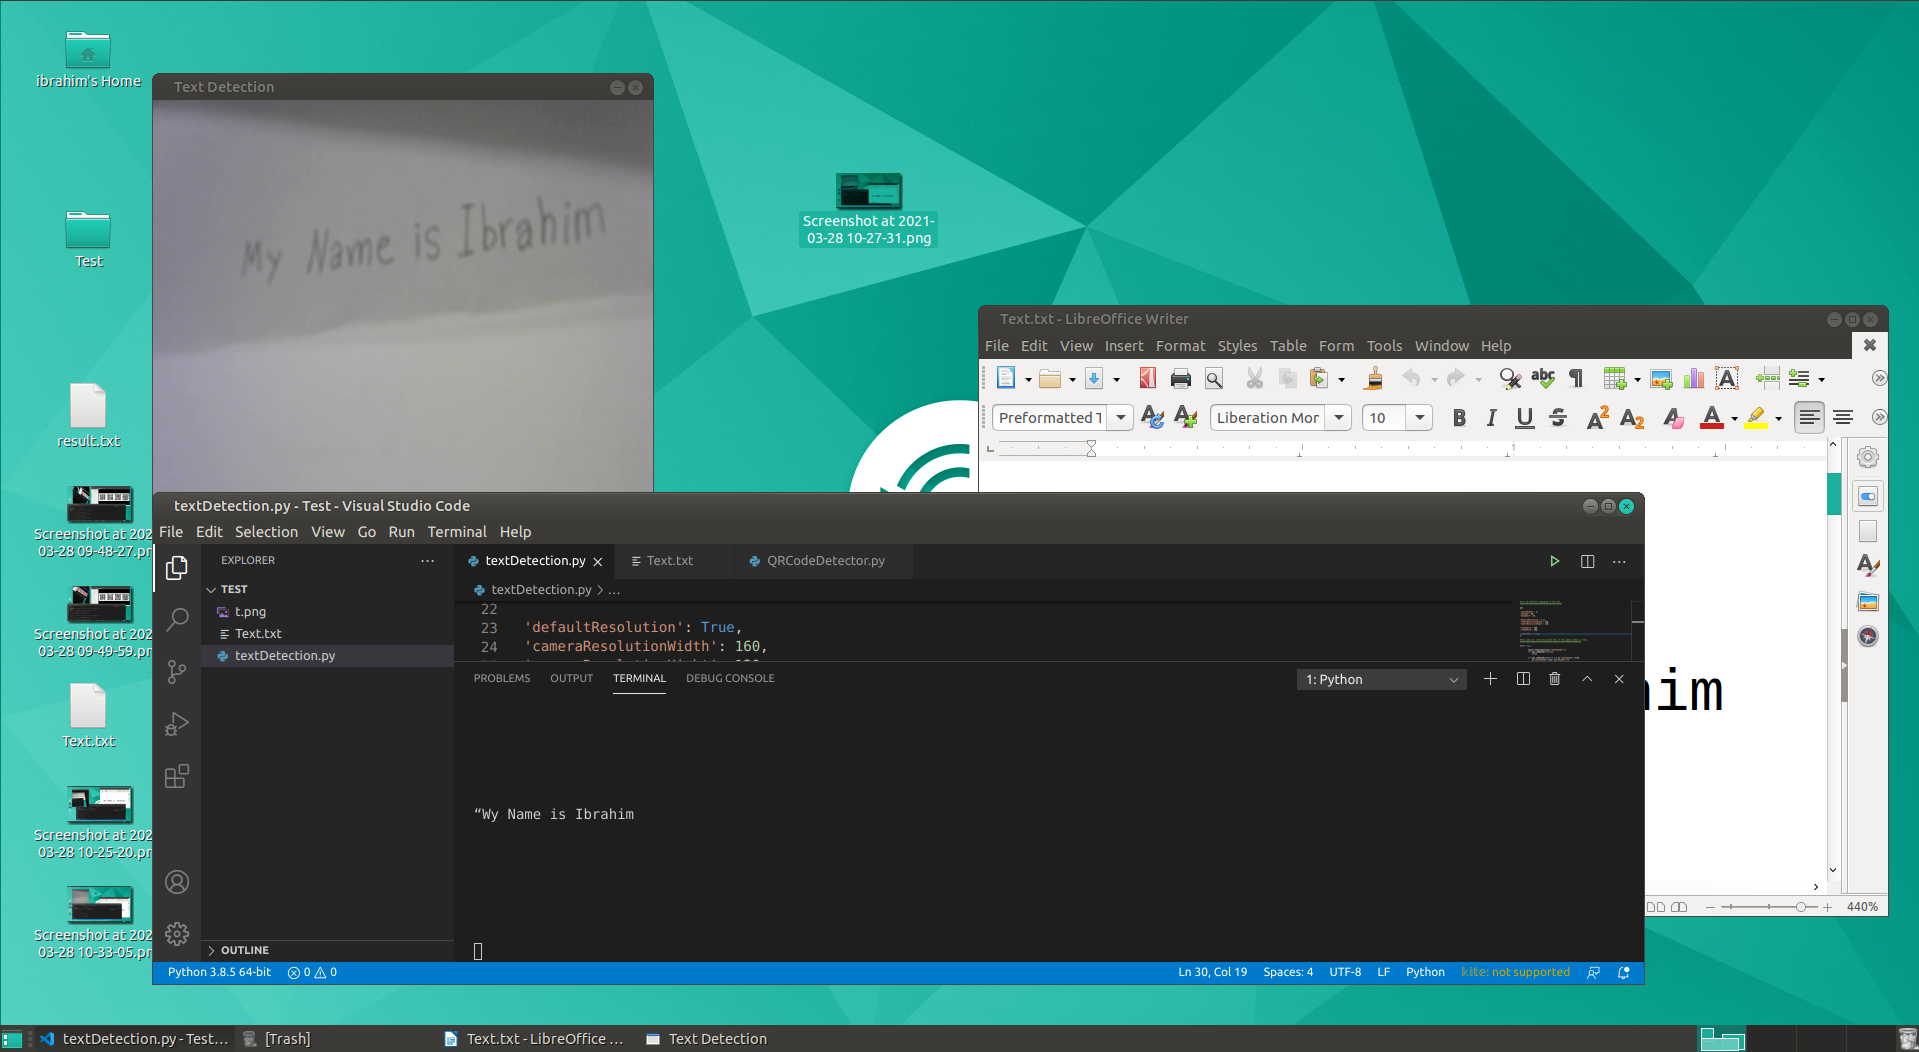 ibrahim's Home
Test
result.txt
Screenshot at 202
03-28 09-48-27.pr
Screenshot at 202
03-28 09-49-59.pr
Text.txt
Screenshot at 202
03-28 10-25-20.pr
Screenshot at 202
03-28 10-33-05.pr
Text Detection
My Name is Ibrahim
Screenshot at 2021-
03-28 10-27-31.png
Text.txt - LibreOffice Writer
File Edit View Insert Format Styles Table Form Tools Window Help
Preformatted T Liberation Mor 10
1
him
440%
textDetection.py - Test - Visual Studio Code
File Edit Selection View Go Run Terminal Help
EXPLORER
TEST
t.png
Text.txt
textDetection.py
OUTLINE
textDetection.py Text.txt QRCodeDetector.py
textDetection.py > ...
22
23 'defaultResolution': True,
24 'cameraResolutionWidth': 160,
PROBLEMS OUTPUT TERMINAL DEBUG CONSOLE 1: Python
“Wy Name is Ibrahim
Python 3.8.5 64-bit 0 0 Ln 30, Col 19 Spaces: 4 UTF-8 LF Python kite: not supported
textDetection.py - Test... [Trash] Text.txt - LibreOffice ... Text Detection